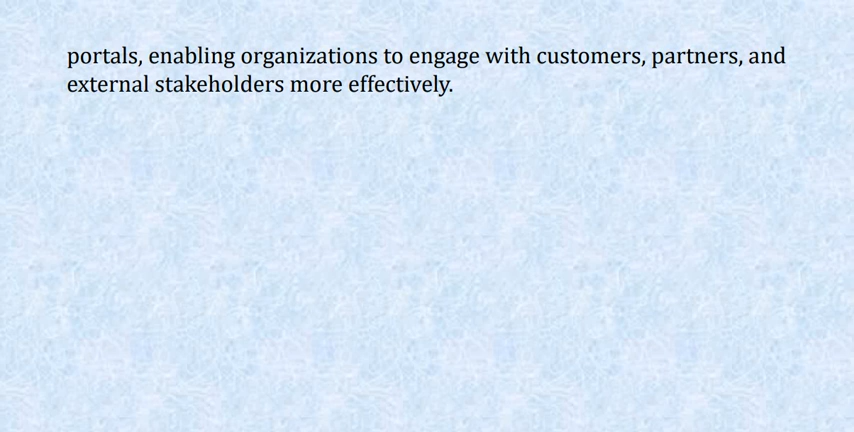 portals, enabling organizations to engage with customers, partners, and
external stakeholders more effectively.